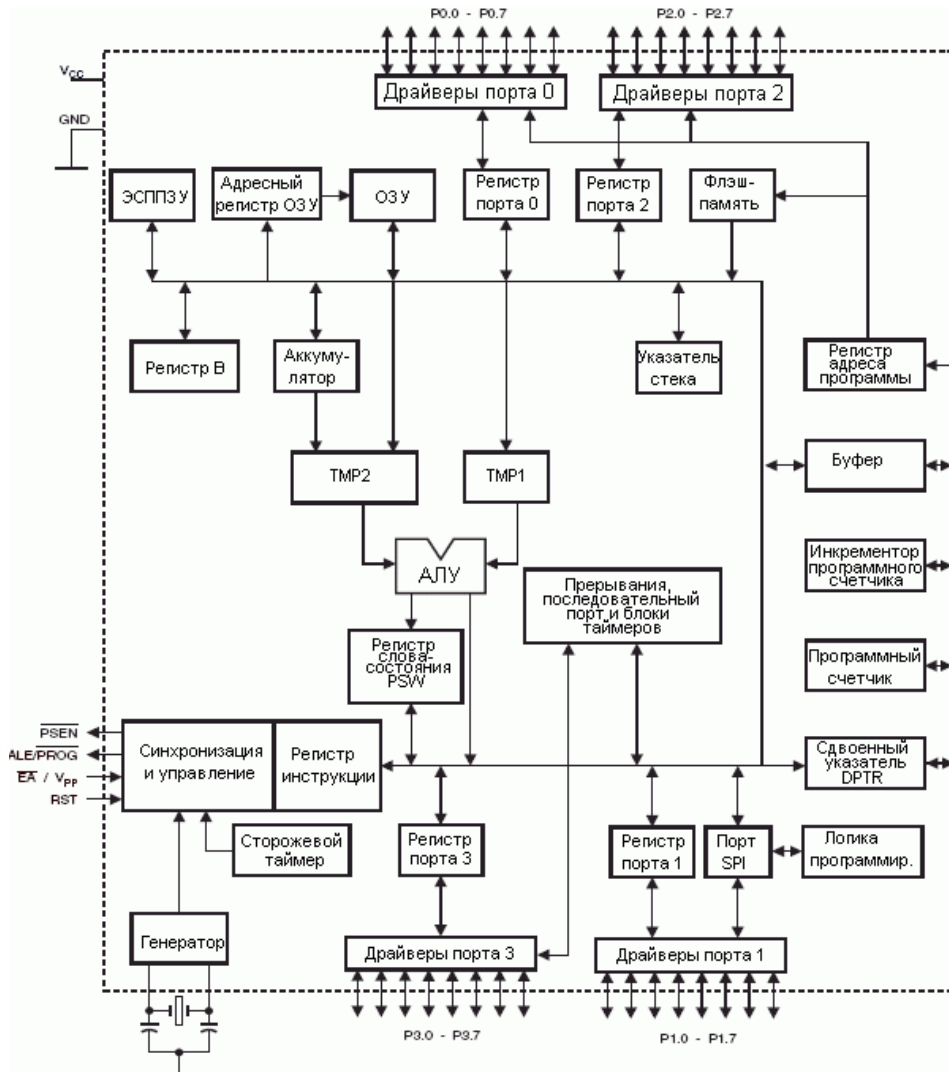 P0.0 - P0.7
P2.0 - P2.7
VCC
Драйверы порта 0
Драйверы порта 2
GND
ЭСППЗУ
Адресный
регистр ОЗУ
ОЗУ
Регистр
порта 0
Регистр
порта 2
Флэш-
память
Регистр B
Аккуму-
лятор
Указатель
стека
Регистр
адреса
программы
TMP2
TMP1
Буфер
АЛУ
Инкрементор
программного
счетчика
Прерывания,
последовательный
порт и блоки
таймеров
Регистр
слова-
состояния
PSW
Программный
счетчик
PSEN
ALE/PROG
EA / VPP
RST
Синхронизация
и управление
Регистр
инструкции
Сдвоенный
указатель
DPTR
Сторожевой
таймер
Регистр
порта 3
Регистр
порта 1
Порт
SPI
Логика
программир.
Генератор
Драйверы порта 3
Драйверы порта 1
P3.0 - P3.7
P1.0 - P1.7